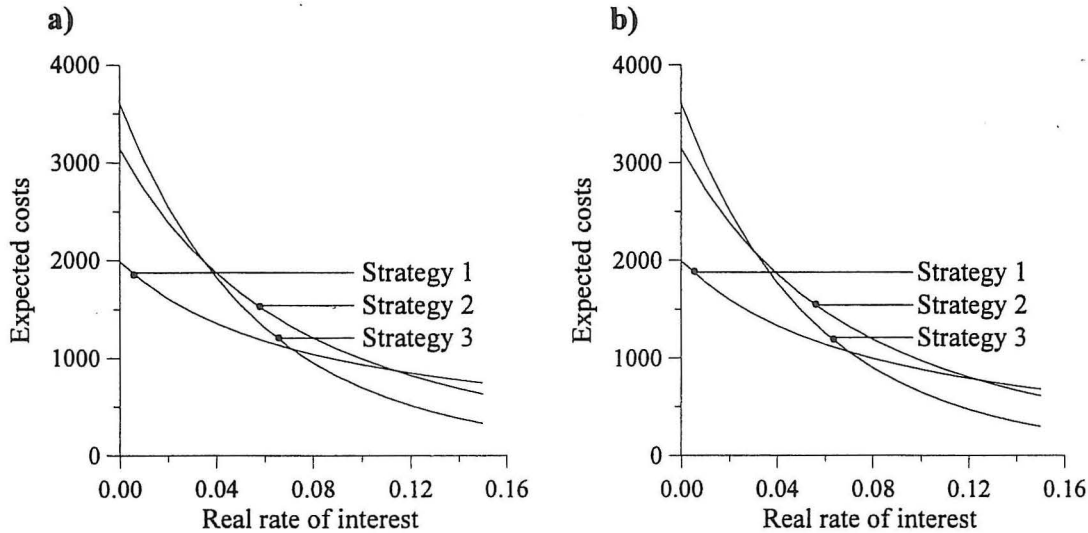 a)
4000
3000
2000
1000
0
Expected costs
Strategy 1
Strategy 2
Strategy 3
0.00 0.04 0.08 0.12 0.16
Real rate of interest
b)
4000
3000
2000
1000
0
Expected costs
Strategy 1
Strategy 2
Strategy 3
0.00 0.04 0.08 0.12 0.16
Real rate of interest